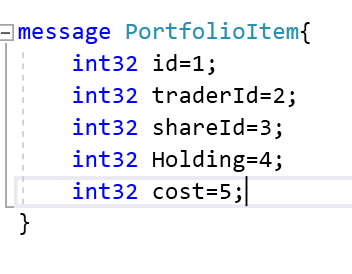 message PortfolioItem{
    int32 id=1;
    int32 traderId=2;
    int32 shareId=3;
    int32 Holding=4;
    int32 cost=5;
}